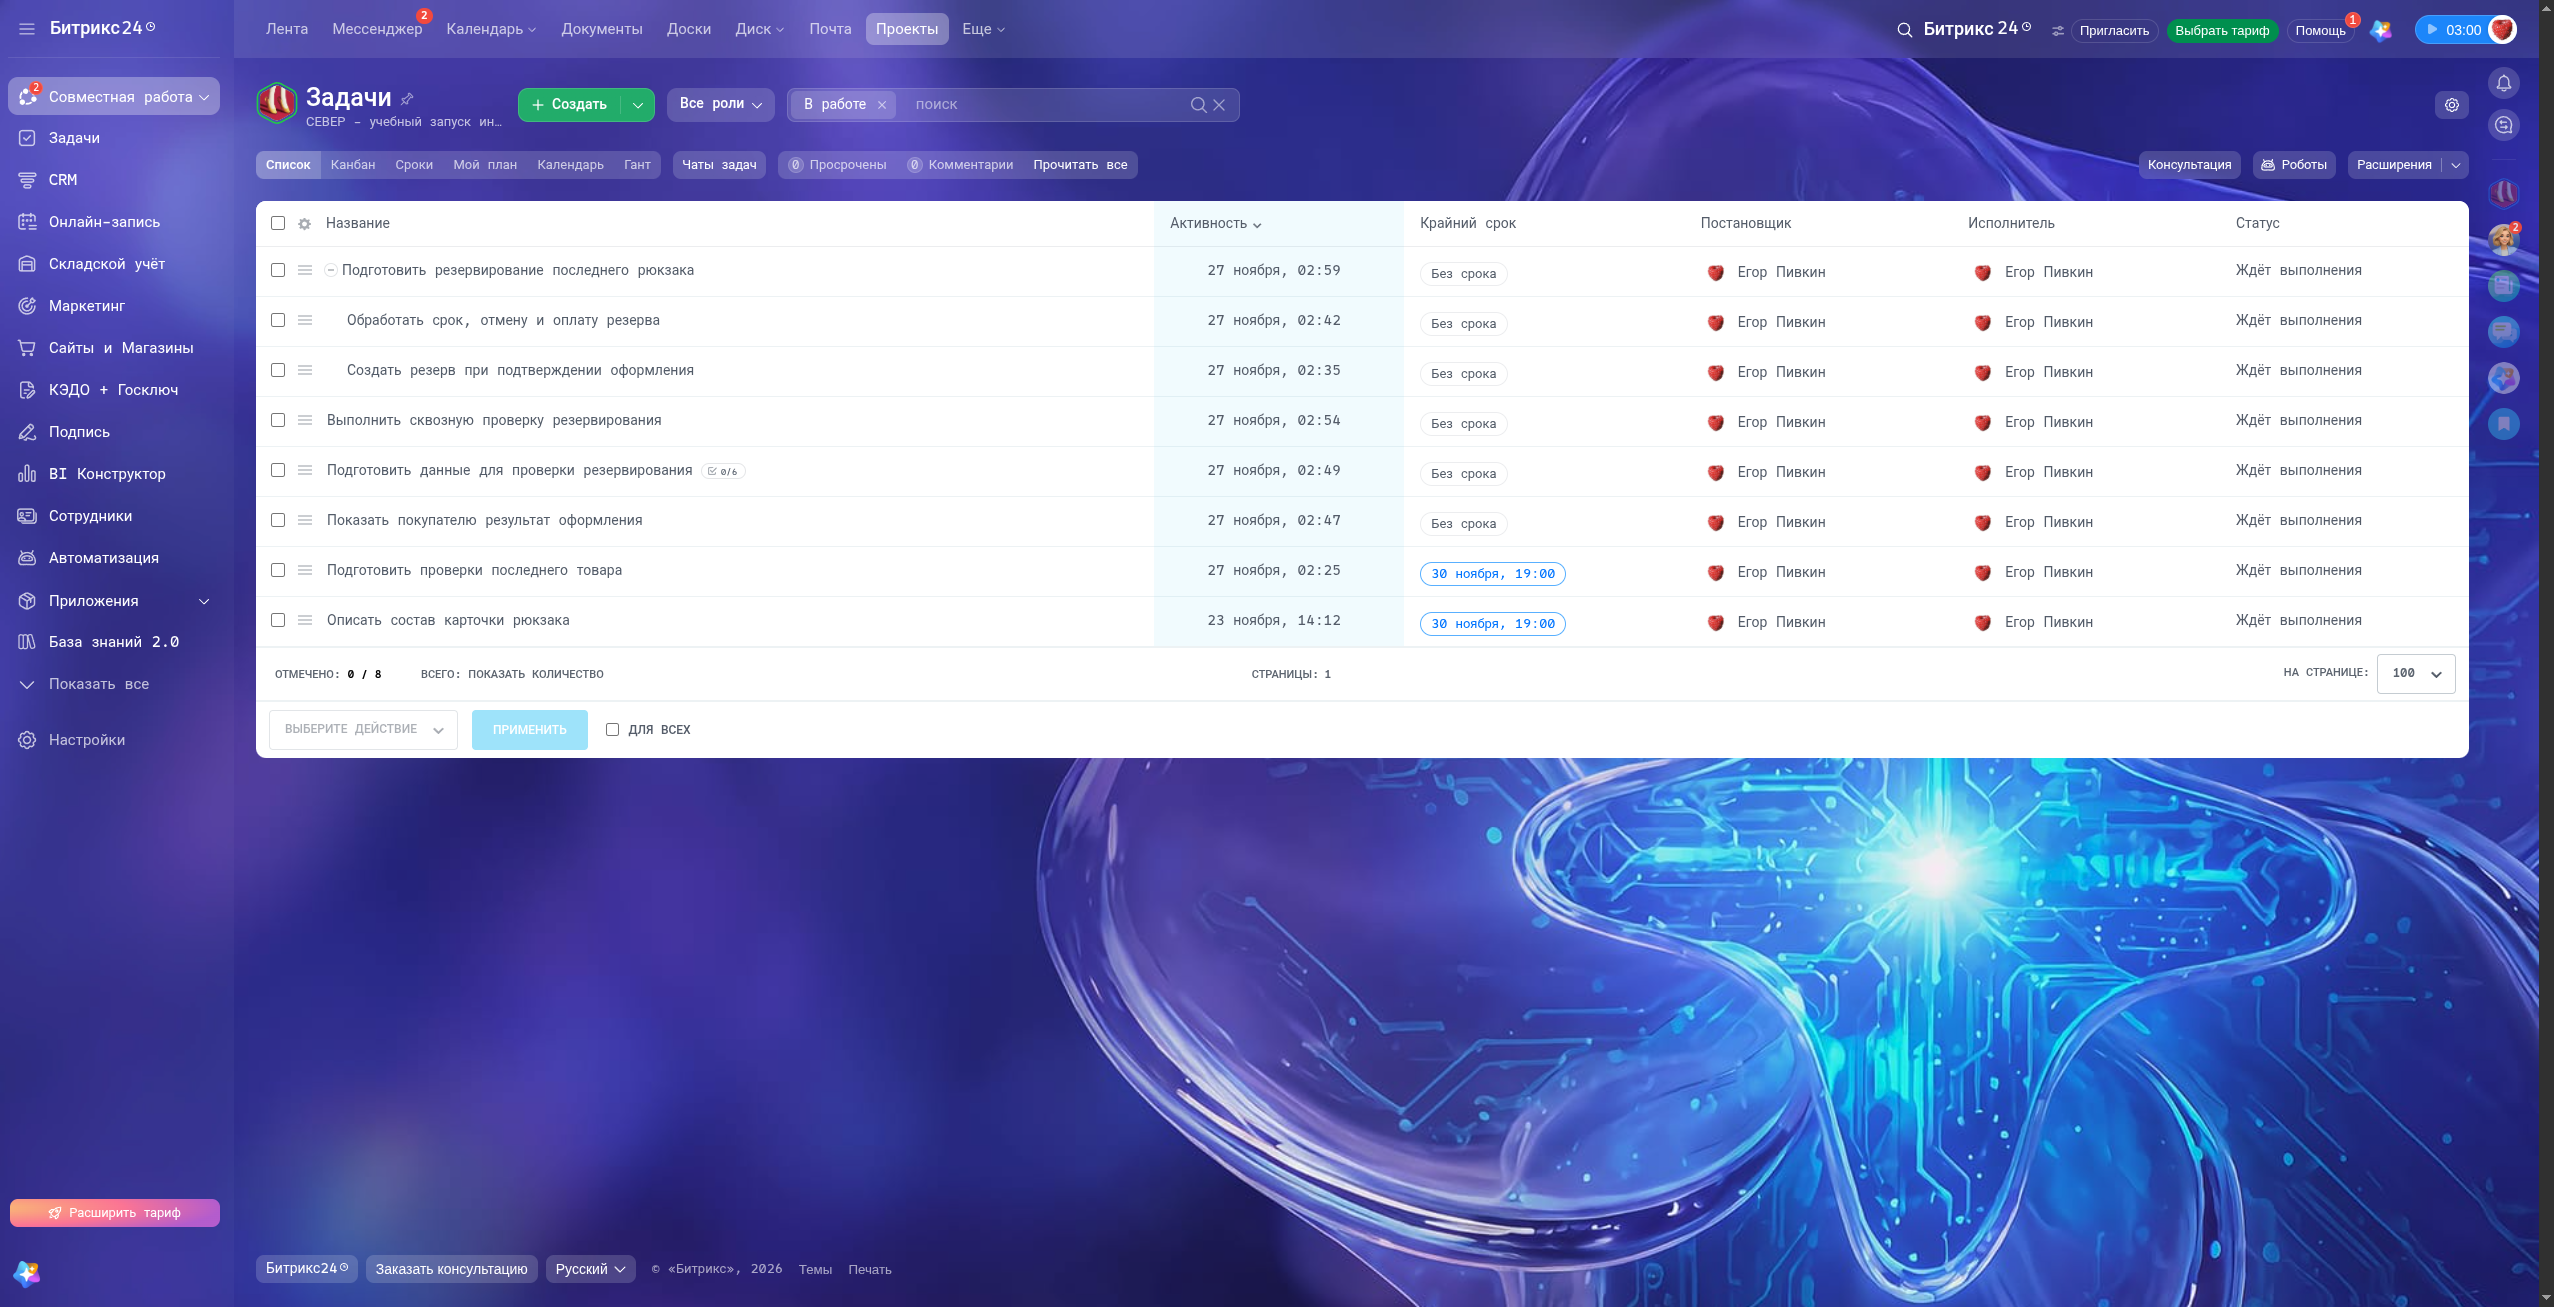 Битрикс24
Лента Мессенджер 2 Календарь Документы Доски Диск Почта Проекты Еще
Битрикс24 Пригласить Выбрать тариф Помощь 1 03:00
2 Совместная работа
Задачи
CRM
Онлайн-запись
Складской учёт
Маркетинг
Сайты и Магазины
КЭДО + Госключ
Подпись
BI Конструктор
Сотрудники
Автоматизация
Приложения
База знаний 2.0
Показать все
Настройки
Расширить тариф
Задачи
СЕВЕР – учебный запуск ин...
Создать Все роли В работе поиск
Список Канбан Сроки Мой план Календарь Гант Чаты задач 0 Просрочены 0 Комментарии Прочитать все
Консультация Роботы Расширения
2
Название Активность Крайний срок Постановщик Исполнитель Статус
Подготовить резервирование последнего рюкзака 27 ноября, 02:59 Без срока Егор Пивкин Егор Пивкин Ждёт выполнения
Обработать срок, отмену и оплату резерва 27 ноября, 02:42 Без срока Егор Пивкин Егор Пивкин Ждёт выполнения
Создать резерв при подтверждении оформления 27 ноября, 02:35 Без срока Егор Пивкин Егор Пивкин Ждёт выполнения
Выполнить сквозную проверку резервирования 27 ноября, 02:54 Без срока Егор Пивкин Егор Пивкин Ждёт выполнения
Подготовить данные для проверки резервирования 0/6 27 ноября, 02:49 Без срока Егор Пивкин Егор Пивкин Ждёт выполнения
Показать покупателю результат оформления 27 ноября, 02:47 Без срока Егор Пивкин Егор Пивкин Ждёт выполнения
Подготовить проверки последнего товара 27 ноября, 02:25 30 ноября, 19:00 Егор Пивкин Егор Пивкин Ждёт выполнения
Описать состав карточки рюкзака 23 ноября, 14:12 30 ноября, 19:00 Егор Пивкин Егор Пивкин Ждёт выполнения
ОТМЕЧЕНО: 0 / 8 ВСЕГО: ПОКАЗАТЬ КОЛИЧЕСТВО СТРАНИЦЫ: 1 НА СТРАНИЦЕ: 100
ВЫБЕРИТЕ ДЕЙСТВИЕ ПРИМЕНИТЬ ДЛЯ ВСЕХ
Битрикс24 Заказать консультацию Русский © «Битрикс», 2026 Темы Печать